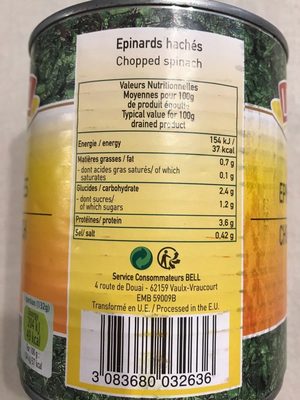 Epinards hachés
Chopped spinach
Valeurs Nutritionnelles
Moyennes pour 100g
de produit égoutté
Typical value for 100g
drained product
Energie / energy 154 kJ /
37 kcal
Matières grasses / fat 0.7 g
- dont acides gras saturés/ of which
saturates 0.1 g
Glucides / carbohydrate 2.4 g
- dont sucres/
of which sugars 1.2 g
Protéines/ protein 3,6 g
Sel/ salt 0,42 g
Service Consommateurs BELL
4 route de Douai - 62159 Vaulx-Vraucourt
EMB 59009B
Transformé en U.E. / Processed in the E.U.
3 083680 032636